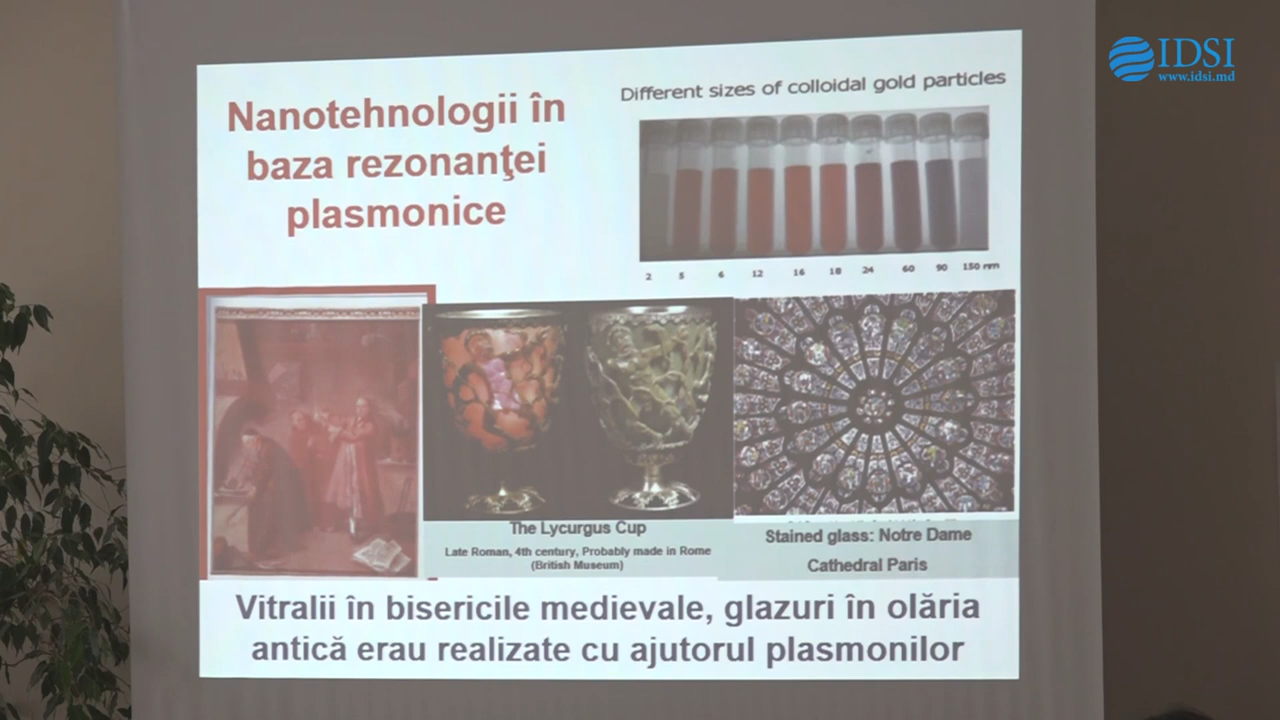 IDSI
www.idsi.md
Nanotehnologii în
baza rezonanţei
plasmonice
Different sizes of colloidal gold particles
2 5 6 12 16 18 24 60 90 150 nm
The Lycurgus Cup
Late Roman, 4th century, Probably made in Rome
(British Museum)
Stained glass: Notre Dame
Cathedral Paris
Vitralii în bisericile medievale, glazuri în olăria
antică erau realizate cu ajutorul plasmonilor